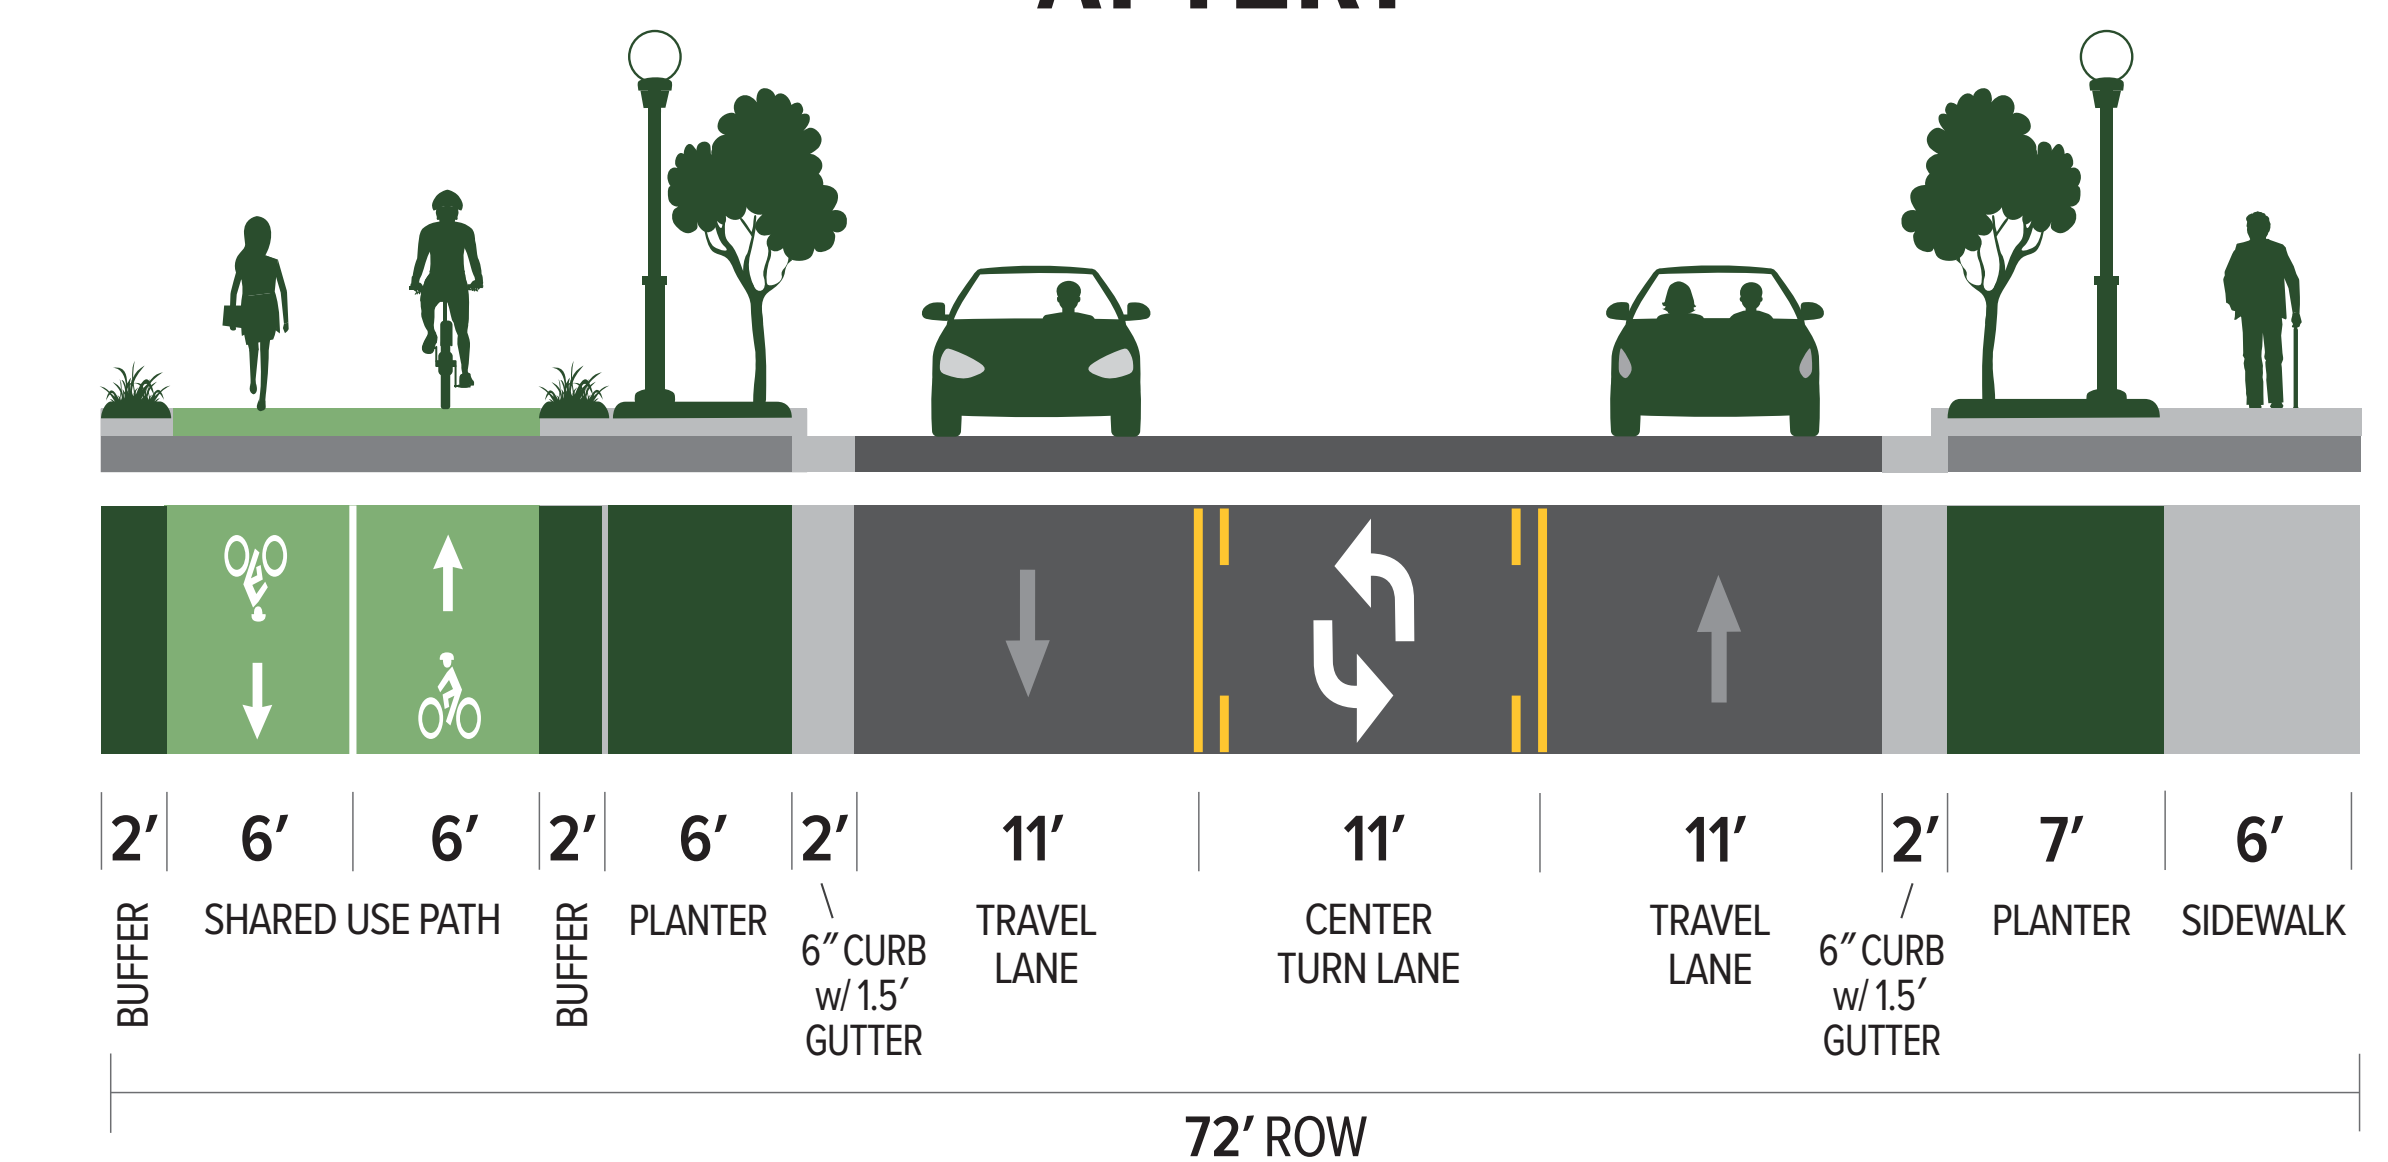 2′ 6′ 6′ 2′ 6′ 2′ 11′ 11′ 11′ 2′ 7′ 6′
BUFFER
SHARED USE PATH
BUFFER
PLANTER
6″ CURB
w/ 1.5′
GUTTER
TRAVEL
LANE
CENTER
TURN LANE
TRAVEL
LANE
6″ CURB
w/ 1.5′
GUTTER
PLANTER
SIDEWALK
72′ ROW